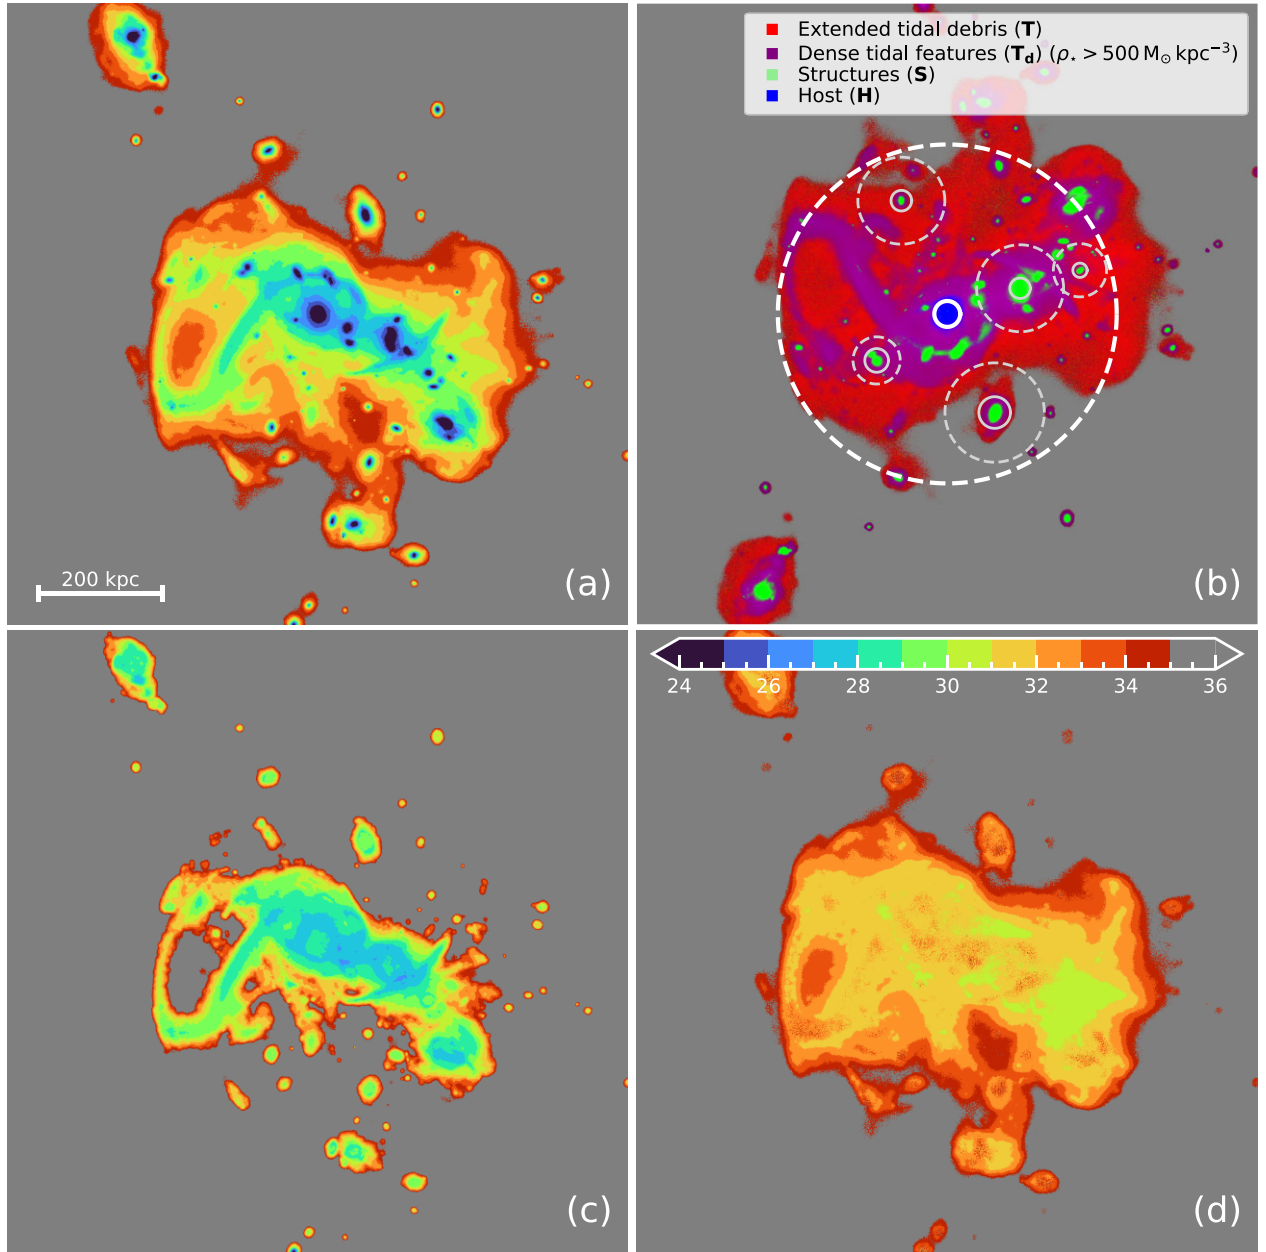 Extended tidal debris (T)
Dense tidal features (T_d) (ρ⋆ > 500 M⊙ kpc⁻³)
Structures (S)
Host (H)
200 kpc
(a)
(b)
24 26 28 30 32 34 36
(c)
(d)